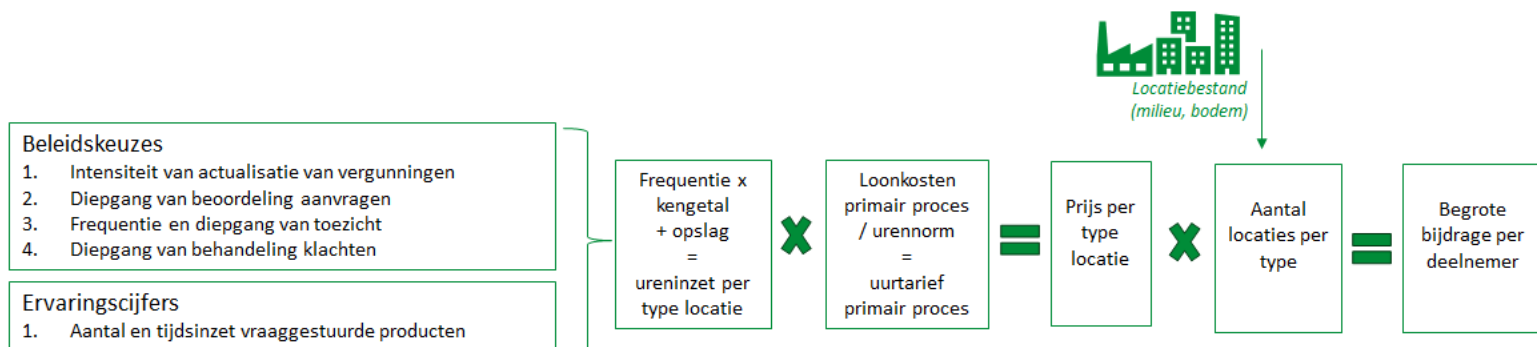 Locatiebestand
(milieu, bodem)
Beleidskeuzes
1. Intensiteit van actualisatie van vergunningen
2. Diepgang van beoordeling aanvragen
3. Frequentie en diepgang van toezicht
4. Diepgang van behandeling klachten
Ervaringscijfers
1. Aantal en tijdsinzet vraaggestuurde producten
Frequentie x
kengetal
+ opslag
=
ureninzet per
type locatie
Loonkosten
primair proces
/ urennorm
=
uurtarief
primair proces
Prijs per
type
locatie
Aantal
locaties per
type
Begrote
bijdrage per
deelnemer